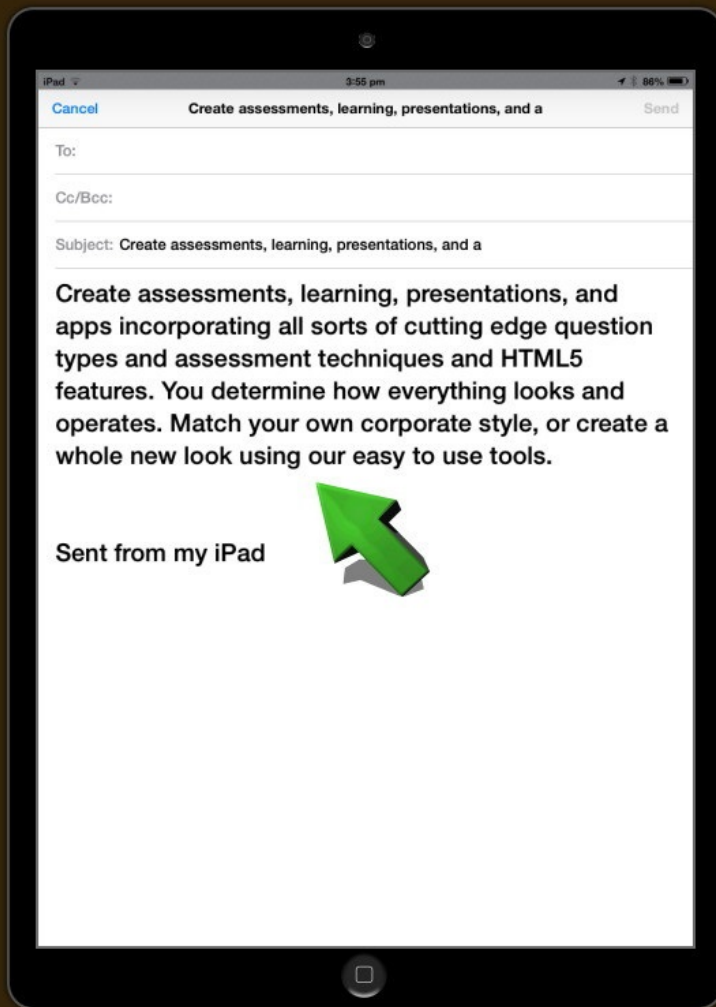 iPad 3:55 pm 86%
Cancel Create assessments, learning, presentations, and a Send
To:
Cc/Bcc:
Subject: Create assessments, learning, presentations, and a
Create assessments, learning, presentations, and
apps incorporating all sorts of cutting edge question
types and assessment techniques and HTML5
features. You determine how everything looks and
operates. Match your own corporate style, or create a
whole new look using our easy to use tools.
Sent from my iPad